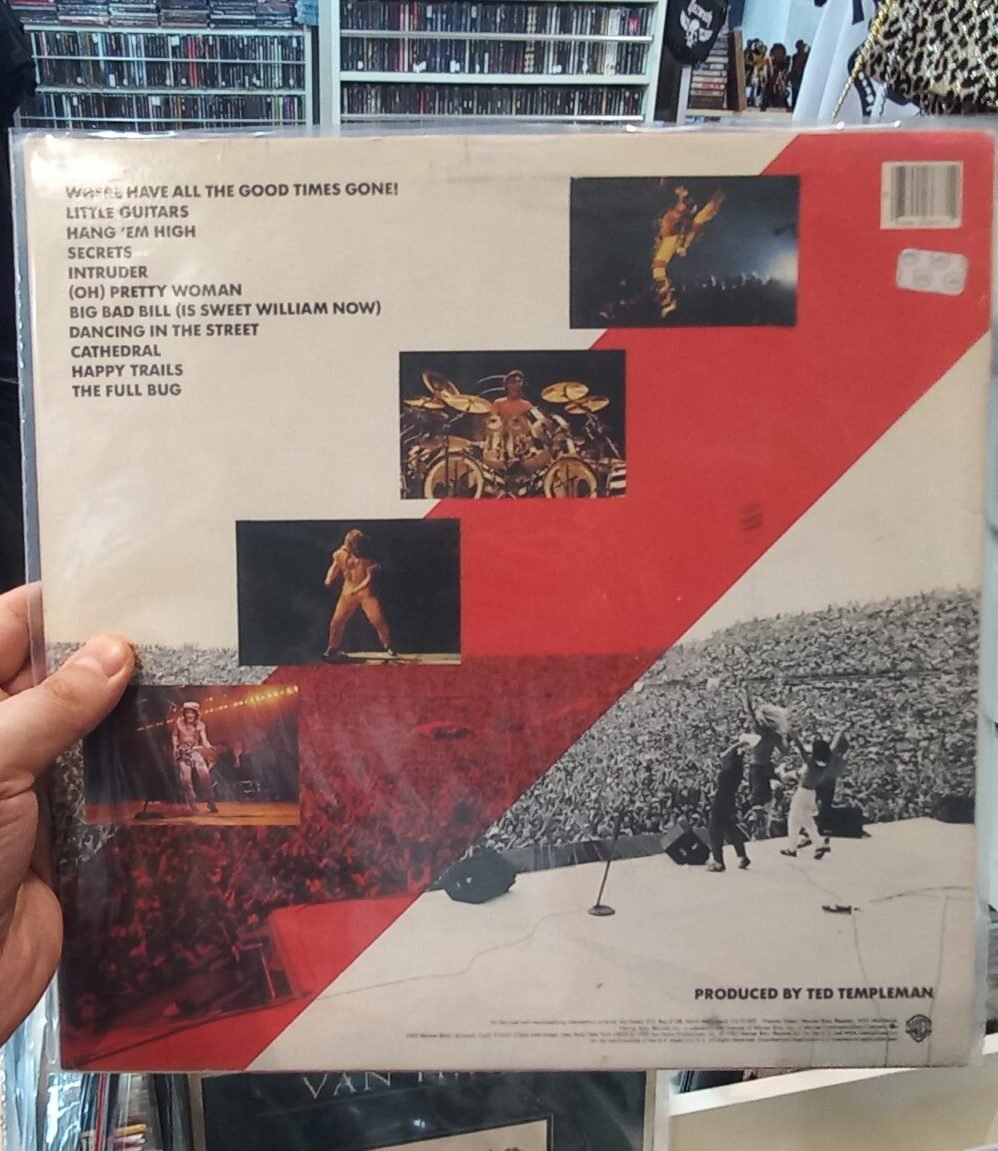 WHERE HAVE ALL THE GOOD TIMES GONE!
LITTLE GUITARS
HANG 'EM HIGH
SECRETS
INTRUDER
(OH) PRETTY WOMAN
BIG BAD BILL (IS SWEET WILLIAM NOW)
DANCING IN THE STREET
CATHEDRAL
HAPPY TRAILS
THE FULL BUG
PRODUCED BY TED TEMPLEMAN
VAN